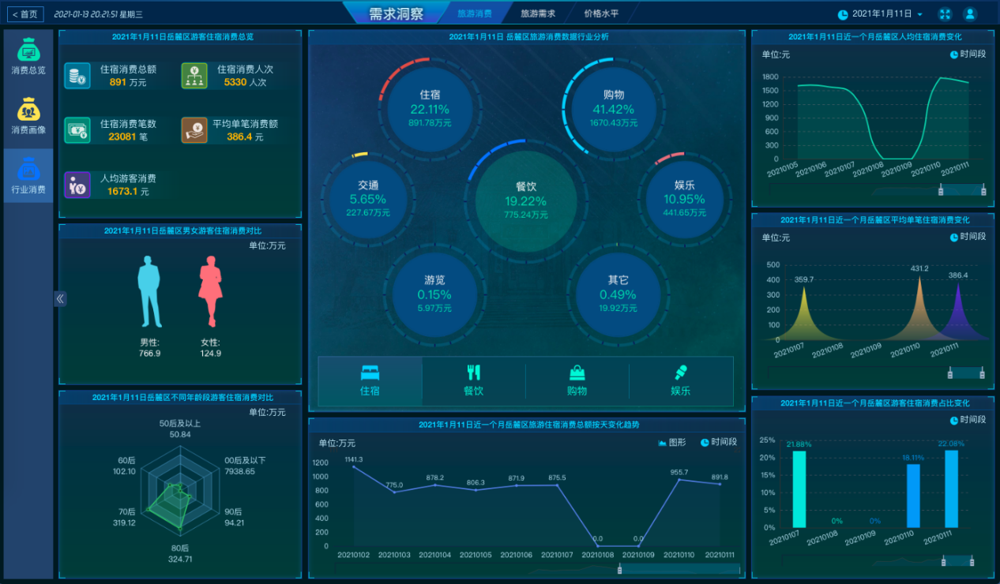 < 首页
2021-01-13 20:21:51 星期三
需求洞察
旅游消费
旅游需求
价格水平
2021年1月11日
消费总览
消费画像
行业消费
2021年1月11日岳麓区游客住宿消费总览
住宿消费总额
891 万元
住宿消费人次
5330 人次
住宿消费笔数
23081 笔
平均单笔消费额
386.4 元
人均游客消费
1673.1 元
2021年1月11日岳麓区男女游客住宿消费对比
单位:万元
男性:
766.9
女性:
124.9
2021年1月11日岳麓区不同年龄段游客住宿消费对比
单位:万元
50后及以上
50.84
60后
102.10
00后及以下
7938.65
70后
319.12
90后
94.21
80后
324.71
2021年1月11日 岳麓区旅游消费数据行业分析
住宿
22.11%
891.78万元
购物
41.42%
1670.43万元
交通
5.65%
227.67万元
餐饮
19.22%
775.24万元
娱乐
10.95%
441.65万元
游览
0.15%
5.97万元
其它
0.49%
19.92万元
住宿
餐饮
购物
娱乐
2021年1月11日近一个月岳麓区旅游住宿消费总额按天变化趋势
单位:万元
图形
时间段
1200
1000
800
600
400
200
0
1141.3
775.0
878.2
806.3
871.9
875.5
0.0
0.0
955.7
891.8
20210102
20210103
20210104
20210105
20210106
20210107
20210108
20210109
20210110
20210111
2021年1月11日近一个月岳麓区人均住宿消费变化
单位:元
时间段
1800
1500
1200
900
600
300
0
20210105
20210106
20210107
20210108
20210109
20210110
20210111
2021年1月11日近一个月岳麓区平均单笔住宿消费变化
单位:元
时间段
500
400
300
200
100
0
359.7
431.2
386.4
20210107
20210108
20210109
20210110
20210111
2021年1月11日近一个月岳麓区游客住宿消费占比变化
时间段
25%
20%
15%
10%
5%
0%
21.88%
0%
0%
18.11%
22.08%
20210107
20210108
20210109
20210110
20210111